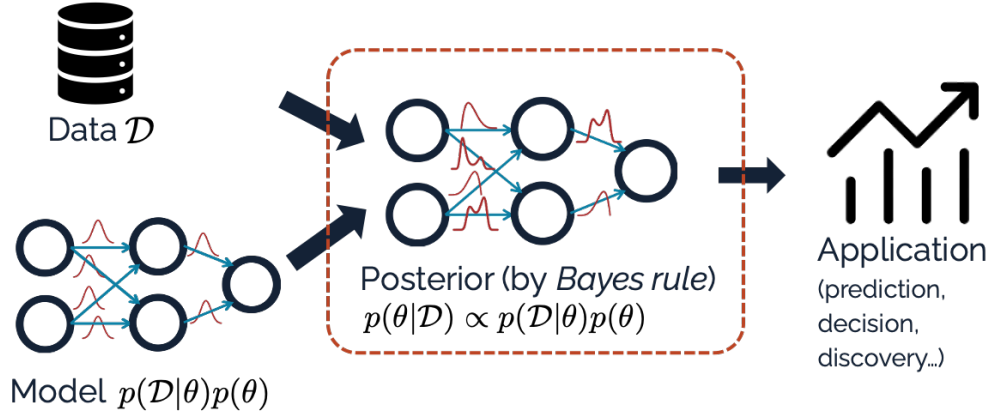 Data 𝒟
Model p(𝒟|θ)p(θ)
Posterior (by Bayes rule)
p(θ|𝒟) ∝ p(𝒟|θ)p(θ)
Application
(prediction,
decision,
discovery...)